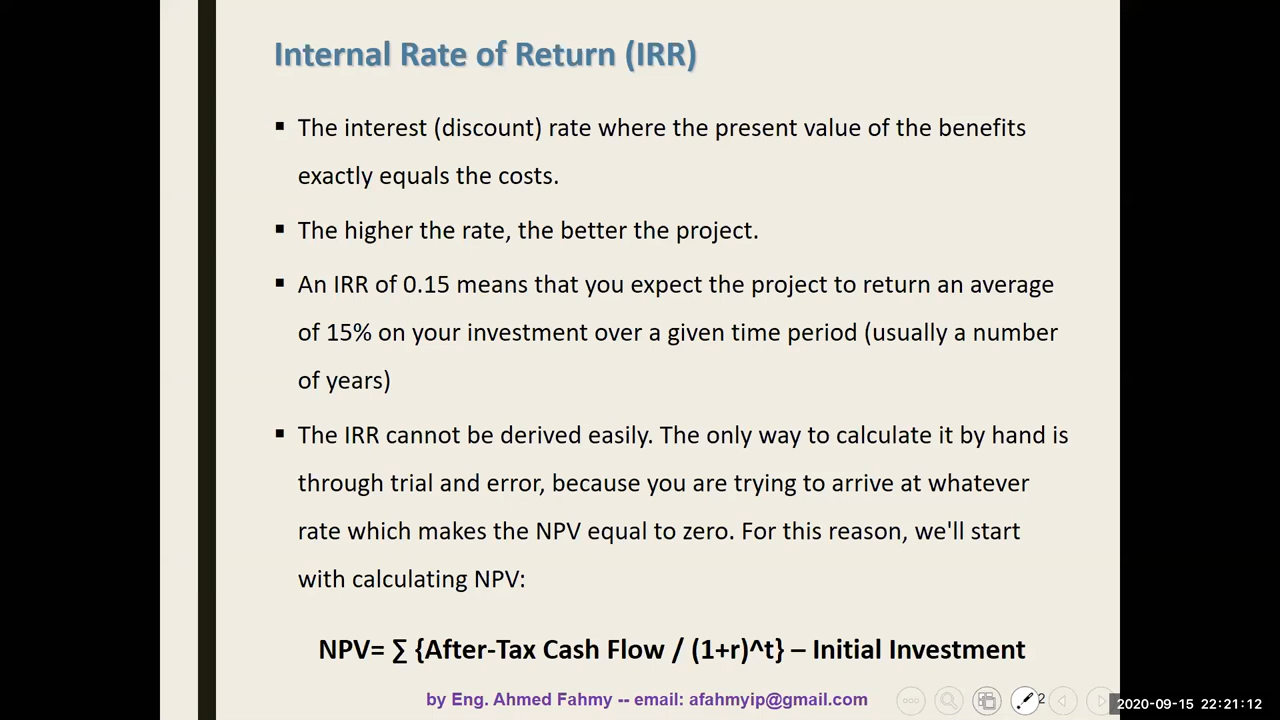 Internal Rate of Return (IRR)
▪ The interest (discount) rate where the present value of the benefits
exactly equals the costs.
▪ The higher the rate, the better the project.
▪ An IRR of 0.15 means that you expect the project to return an average
of 15% on your investment over a given time period (usually a number
of years)
▪ The IRR cannot be derived easily. The only way to calculate it by hand is
through trial and error, because you are trying to arrive at whatever
rate which makes the NPV equal to zero. For this reason, we'll start
with calculating NPV:
NPV= ∑ {After-Tax Cash Flow / (1+r)^t} – Initial Investment
by Eng. Ahmed Fahmy -- email: afahmyip@gmail.com
2
2020-09-15 22:21:12